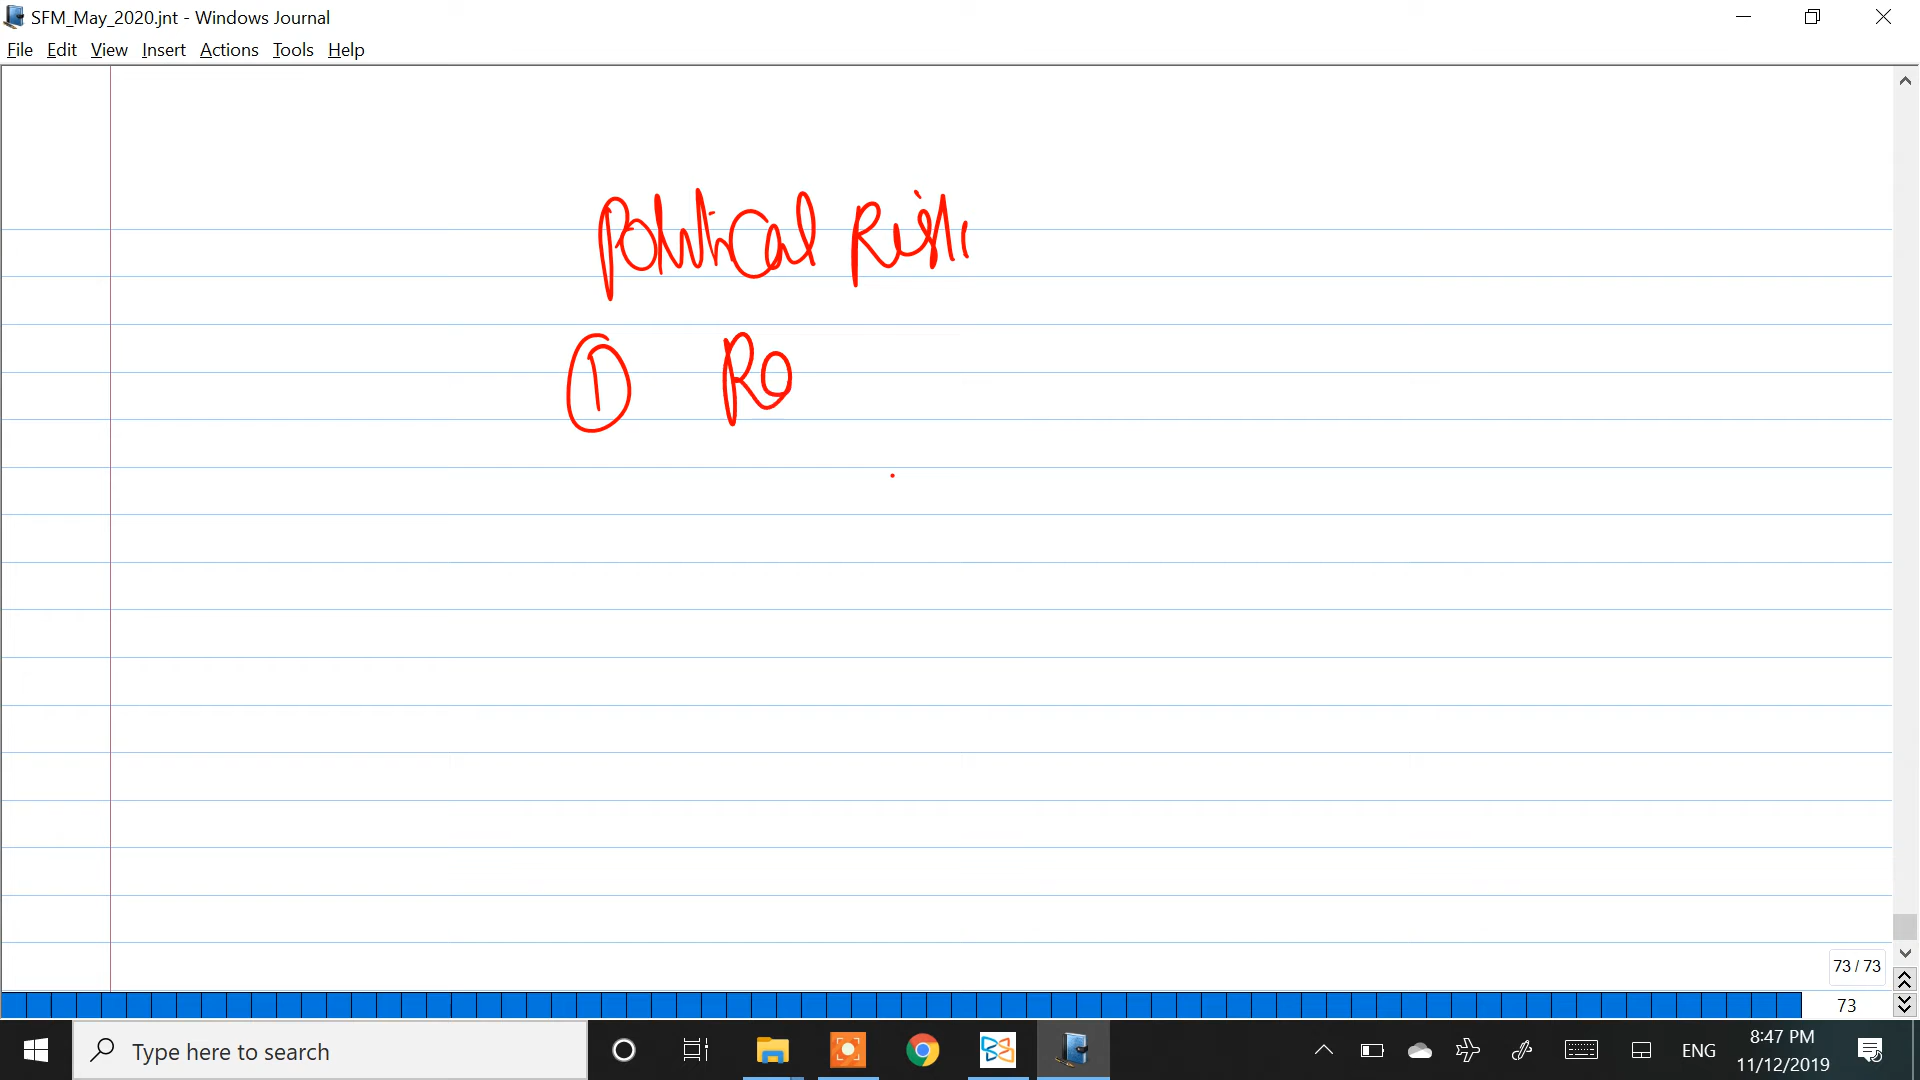 SFM_May_2020.jnt - Windows Journal
File Edit View Insert Actions Tools Help
Political Risk
① Ro
73 / 73
73
Type here to search
ENG
8:47 PM
11/12/2019